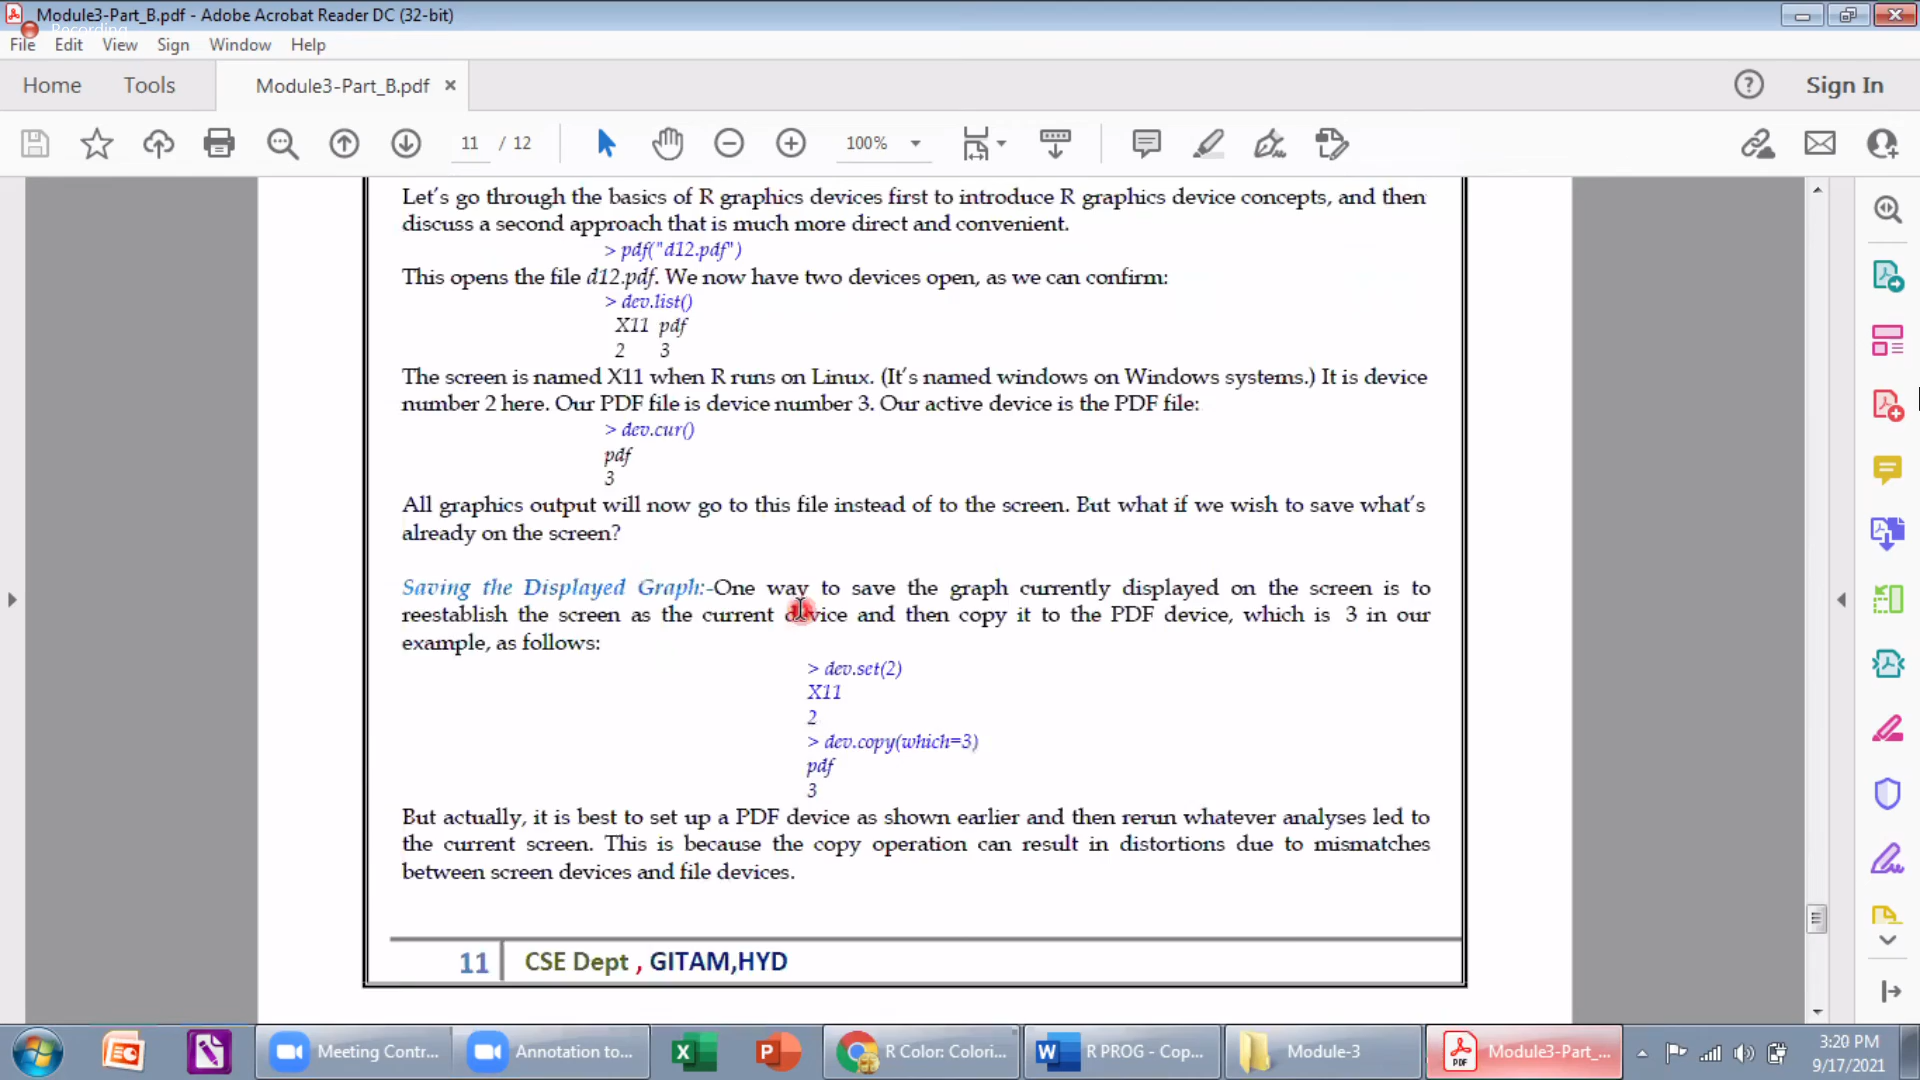 Module3-Part_B.pdf - Adobe Acrobat Reader DC (32-bit)
Recording
File Edit View Sign Window Help
Home Tools Module3-Part_B.pdf × Sign In
11 / 12 100%
Let's go through the basics of R graphics devices first to introduce R graphics device concepts, and then
discuss a second approach that is much more direct and convenient.
> pdf("d12.pdf")
This opens the file d12.pdf. We now have two devices open, as we can confirm:
> dev.list()
X11 pdf
2 3
The screen is named X11 when R runs on Linux. (It's named windows on Windows systems.) It is device
number 2 here. Our PDF file is device number 3. Our active device is the PDF file:
> dev.cur()
pdf
3
All graphics output will now go to this file instead of to the screen. But what if we wish to save what's
already on the screen?
Saving the Displayed Graph:-One way to save the graph currently displayed on the screen is to
reestablish the screen as the current device and then copy it to the PDF device, which is 3 in our
example, as follows:
> dev.set(2)
X11
2
> dev.copy(which=3)
pdf
3
But actually, it is best to set up a PDF device as shown earlier and then rerun whatever analyses led to
the current screen. This is because the copy operation can result in distortions due to mismatches
between screen devices and file devices.
11 CSE Dept , GITAM,HYD
Meeting Contr... Annotation to... R Color: Colori... R PROG - Cop... Module-3 Module3-Part_...
3:20 PM
9/17/2021